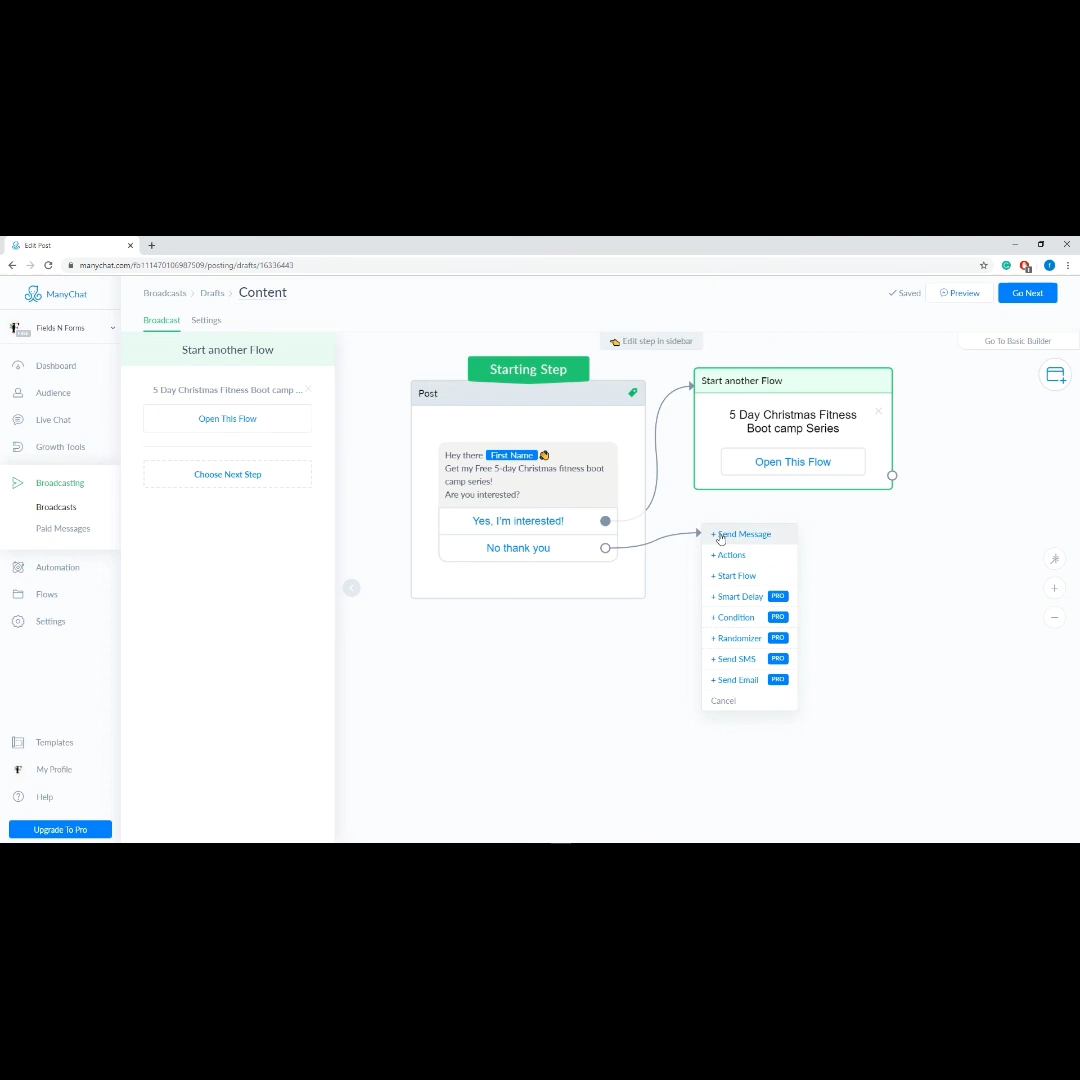 Edit Post
manychat.com/fb111470106987509/posting/drafts/16336443
ManyChat
Broadcasts > Drafts > Content
Saved
Preview
Go Next
Fields N Forms
Broadcast
Settings
Dashboard
Audience
Live Chat
Growth Tools
Broadcasting
Broadcasts
Paid Messages
Automation
Flows
Settings
Templates
My Profile
Help
Upgrade To Pro
Start another Flow
5 Day Christmas Fitness Boot camp ...
Open This Flow
Choose Next Step
Edit step in sidebar
Go To Basic Builder
Starting Step
Post
Hey there First Name
Get my Free 5-day Christmas fitness boot
camp series!
Are you interested?
Yes, I'm interested!
No thank you
Start another Flow
5 Day Christmas Fitness
Boot camp Series
Open This Flow
+ Send Message
+ Actions
+ Start Flow
+ Smart Delay PRO
+ Condition PRO
+ Randomizer PRO
+ Send SMS PRO
+ Send Email PRO
Cancel